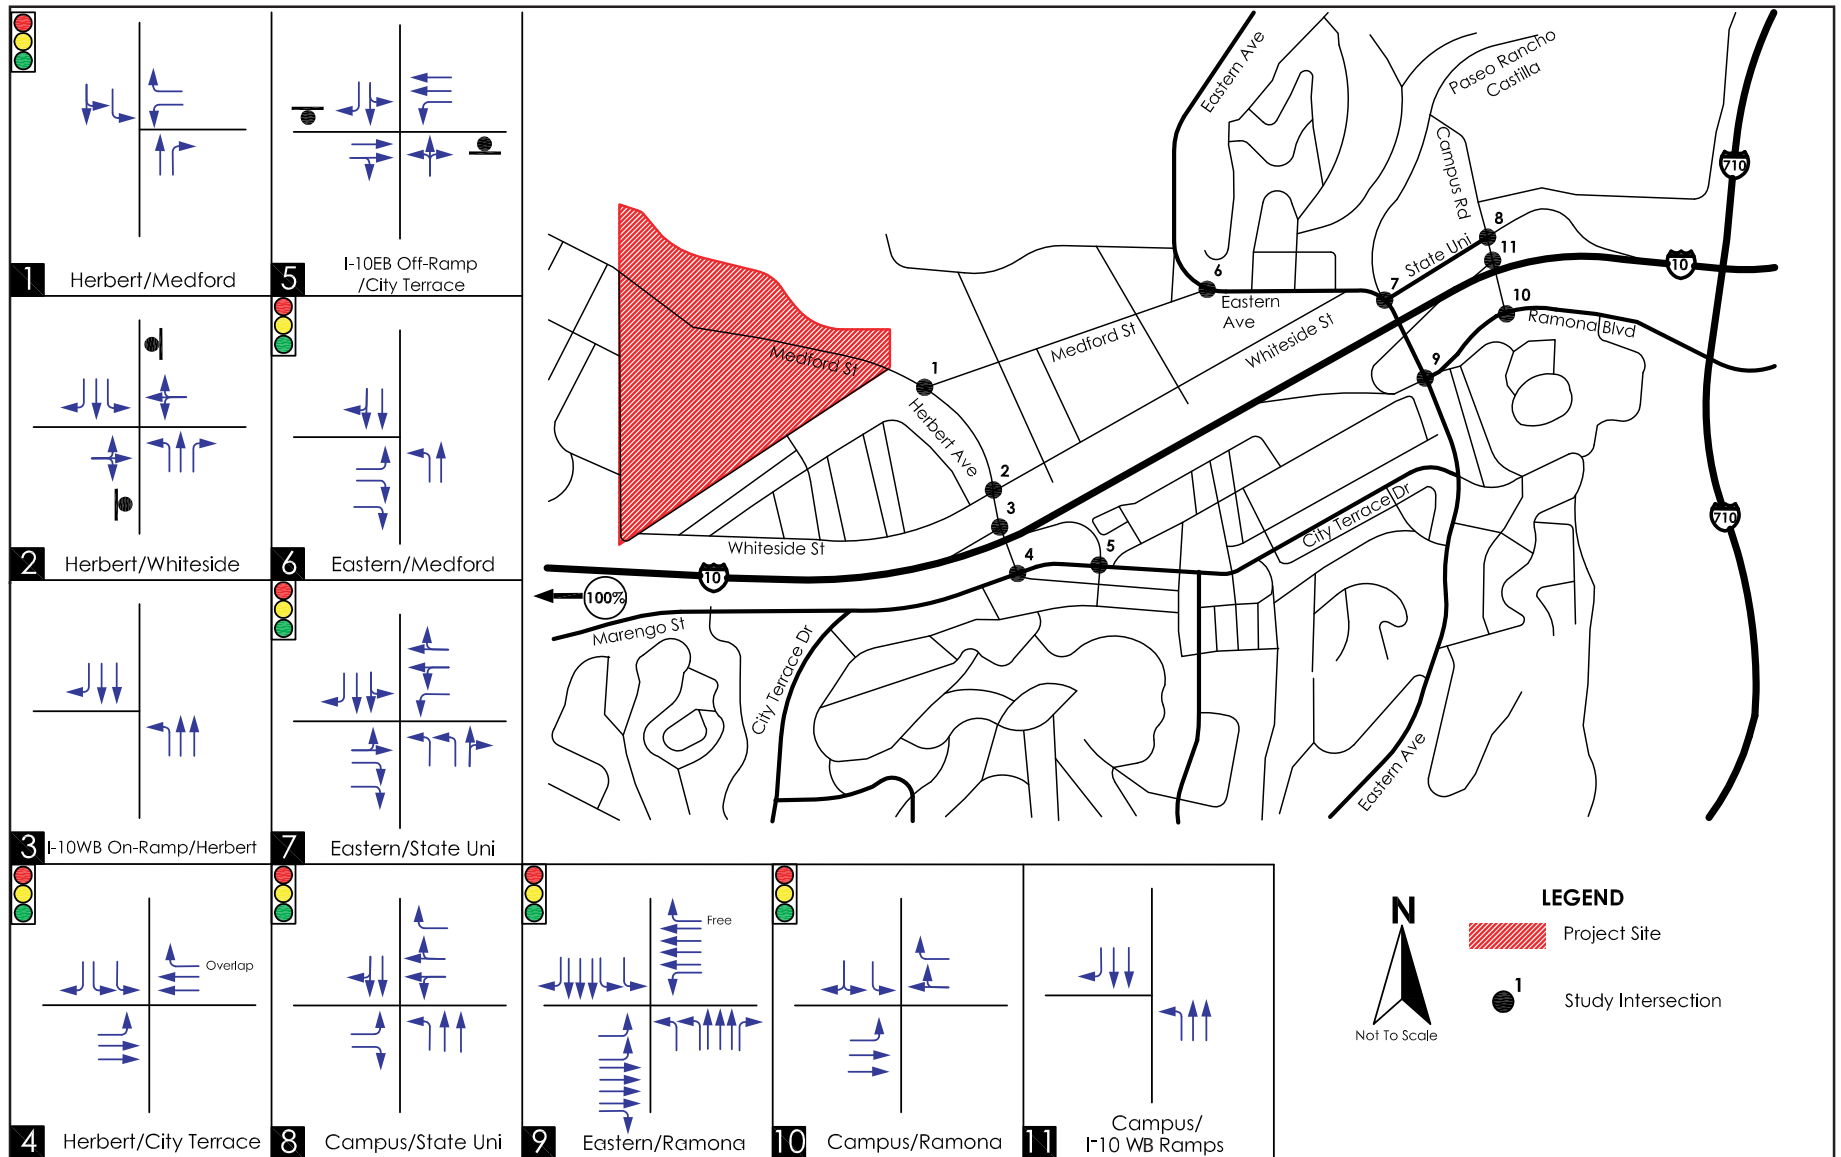 1
Herbert/Medford
5
I-10EB Off-Ramp
/City Terrace
2
Herbert/Whiteside
6
Eastern/Medford
3
I-10WB On-Ramp/Herbert
7
Eastern/State Uni
4
Herbert/City Terrace
Overlap
8
Campus/State Uni
9
Eastern/Ramona
Free
10
Campus/Ramona
11
Campus/
I-10 WB Ramps
Eastern Ave
Paseo Rancho
Castilla
Campus Rd
710
8
State Uni
11
10
6
7
Eastern
Ave
10
Ramona Blvd
Medford St
Whiteside St
Medford St
1
9
Herbert Ave
2
3
City Terrace Dr
710
Whiteside St
5
4
10
100%
Marengo St
City Terrace Dr
Eastern Ave
N
Not To Scale
LEGEND
Project Site
1
Study Intersection